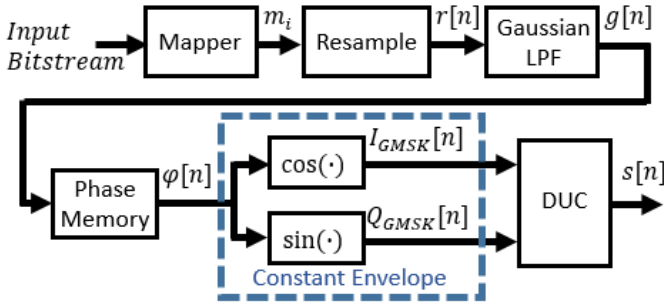 Input
Bitstream
Mapper
m_i
Resample
r[n]
Gaussian
LPF
g[n]
Phase
Memory
φ[n]
cos(·)
I_GMSK[n]
sin(·)
Q_GMSK[n]
Constant Envelope
DUC
s[n]